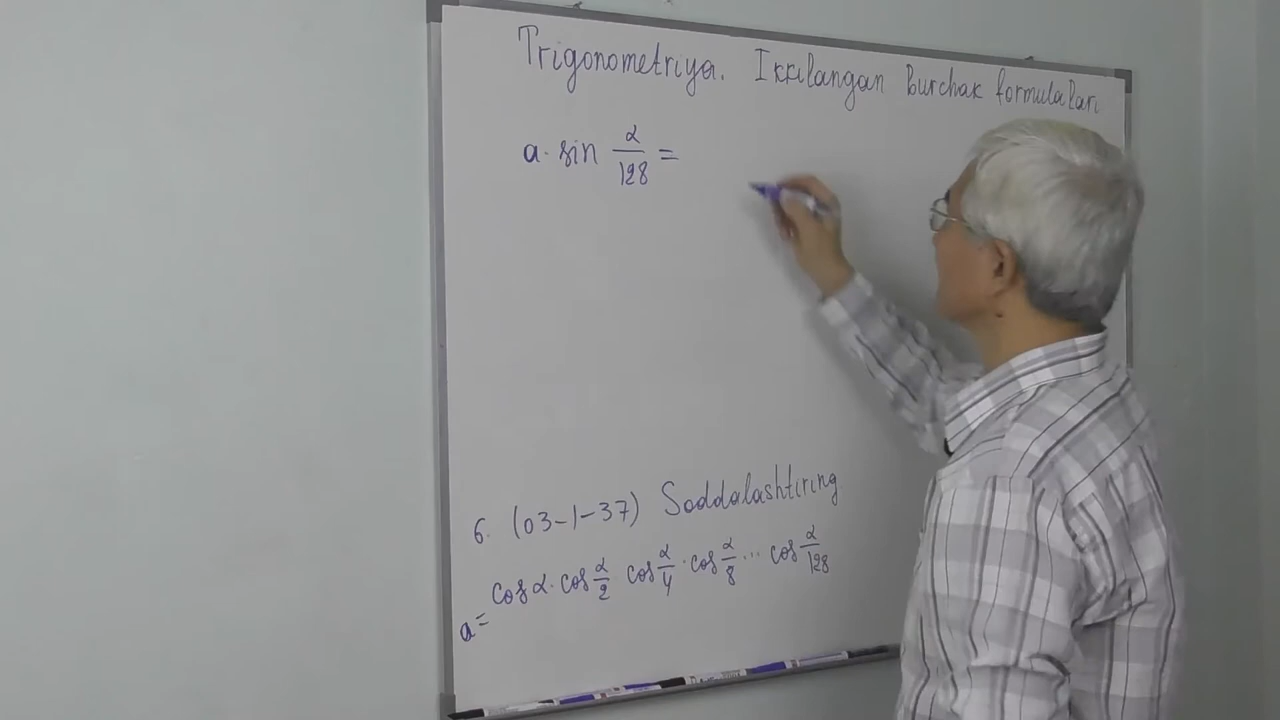 Trigonometriya. Ikkilangan Burchak formulalari
a · sin α/128 =
6. (03-1-37) Soddalashtiring
a = cos α · cos α/2 cos α/4 · cos α/8 ... cos α/128